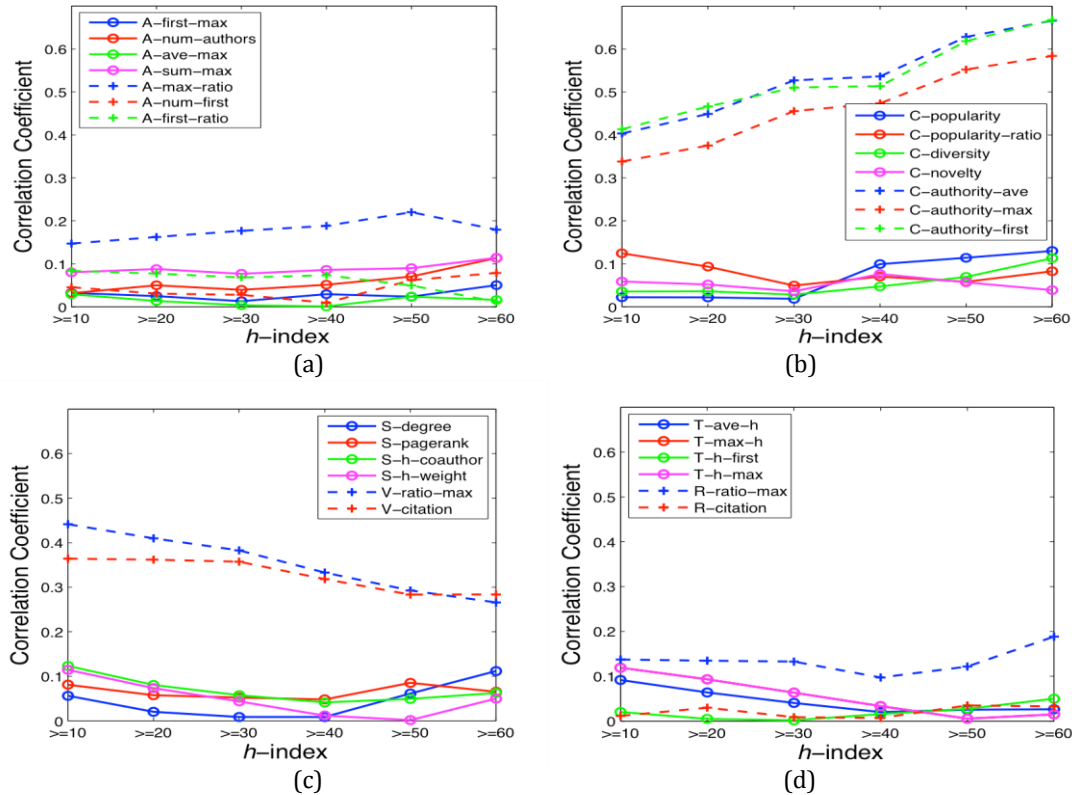 A-first-max
A-num-authors
A-ave-max
A-sum-max
A-max-ratio
A-num-first
A-first-ratio
Correlation Coefficient
0.6
0.5
0.4
0.3
0.2
0.1
0
>=10 >=20 >=30 >=40 >=50 >=60
h-index
(a)
C-popularity
C-popularity-ratio
C-diversity
C-novelty
C-authority-ave
C-authority-max
C-authority-first
Correlation Coefficient
0.6
0.5
0.4
0.3
0.2
0.1
0
>=10 >=20 >=30 >=40 >=50 >=60
h-index
(b)
S-degree
S-pagerank
S-h-coauthor
S-h-weight
V-ratio-max
V-citation
Correlation Coefficient
0.6
0.5
0.4
0.3
0.2
0.1
0
>=10 >=20 >=30 >=40 >=50 >=60
h-index
(c)
T-ave-h
T-max-h
T-h-first
T-h-max
R-ratio-max
R-citation
Correlation Coefficient
0.6
0.5
0.4
0.3
0.2
0.1
0
>=10 >=20 >=30 >=40 >=50 >=60
h-index
(d)